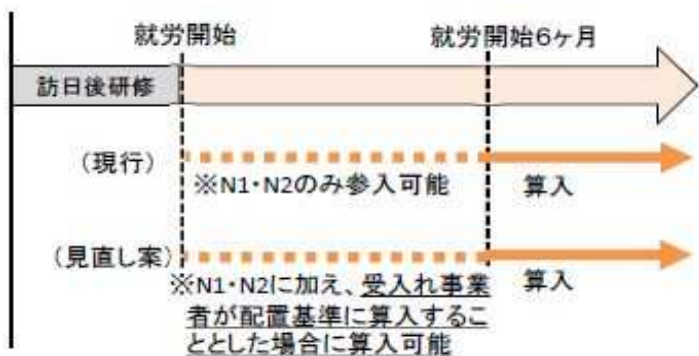 就労開始
就労開始6ヶ月
訪日後研修
(現行)
※N1・N2のみ参入可能
算入
(見直し案)
※N1・N2に加え、受入れ事業
者が配置基準に算入するこ
ととした場合に算入可能
算入